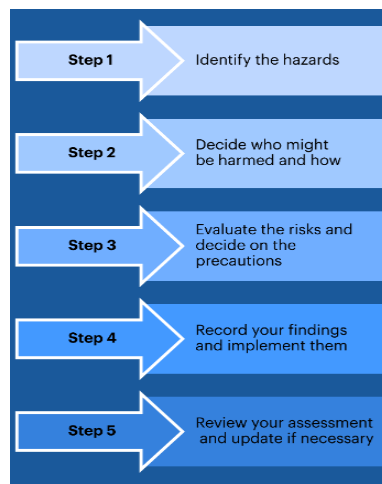 Step 1
Identify the hazards
Step 2
Decide who might
be harmed and how
Step 3
Evaluate the risks and
decide on the
precautions
Step 4
Record your findings
and implement them
Step 5
Review your assessment
and update if necessary